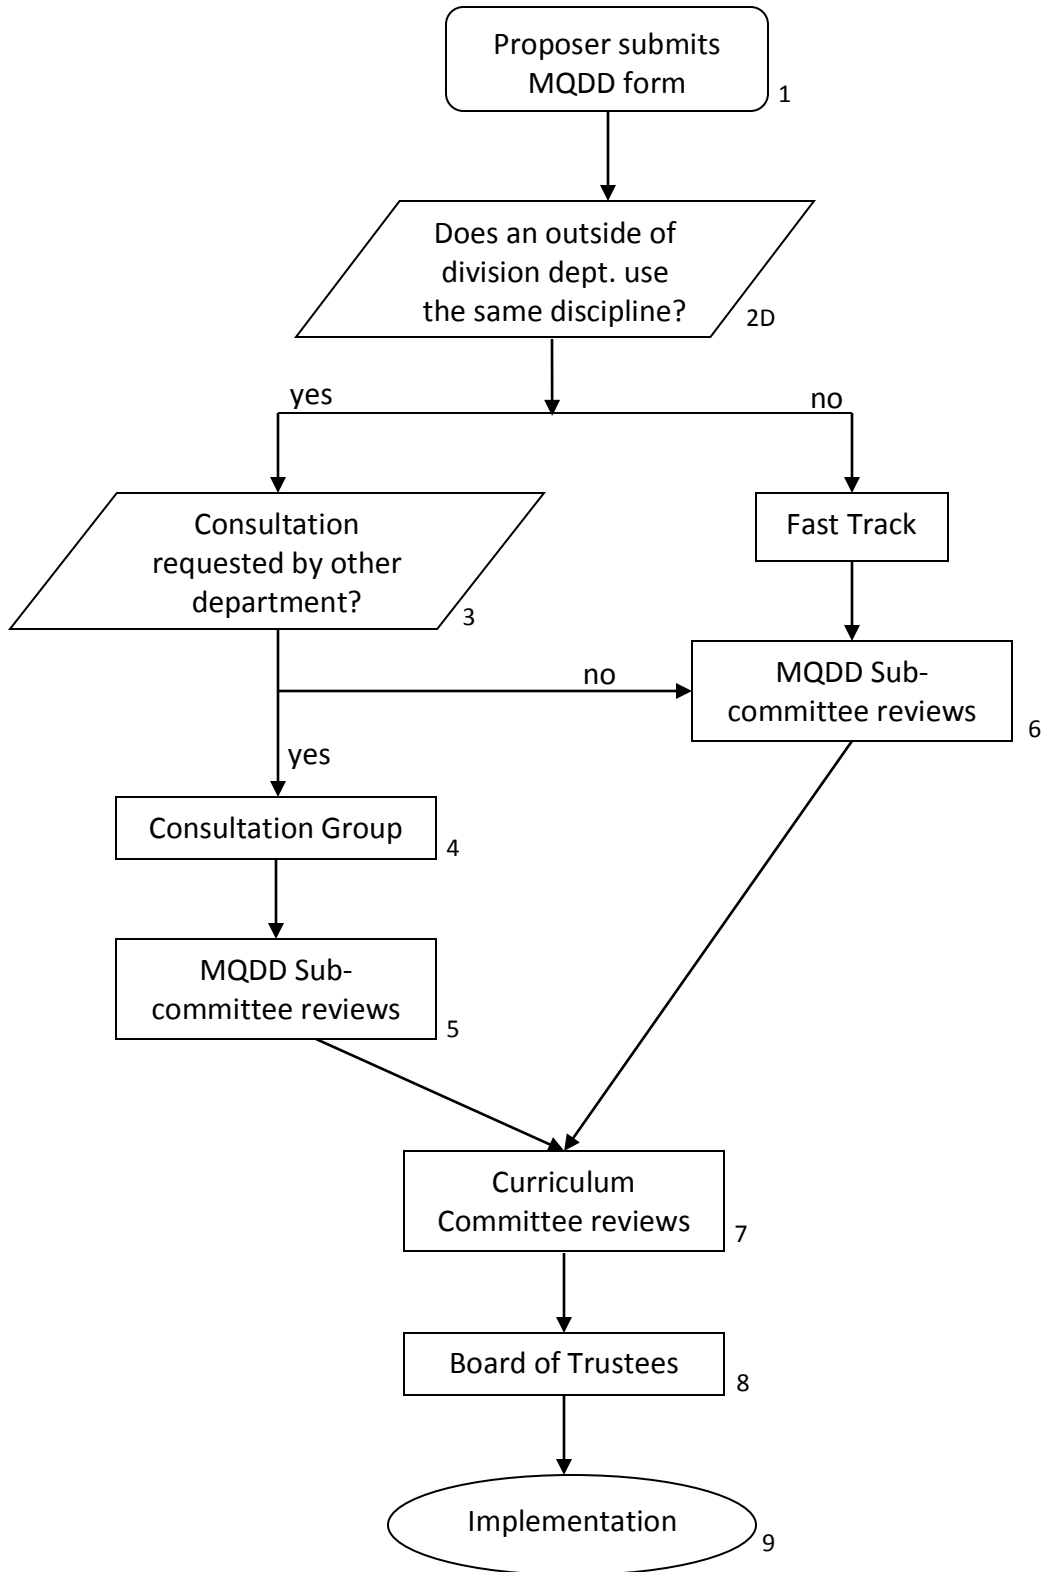 Proposer submits
MQDD form
1
Does an outside of
division dept. use
the same discipline?
2D
yes
no
Consultation
requested by other
department?
3
Fast Track
no
MQDD Sub-
committee reviews
6
yes
Consultation Group
4
MQDD Sub-
committee reviews
5
Curriculum
Committee reviews
7
Board of Trustees
8
Implementation
9